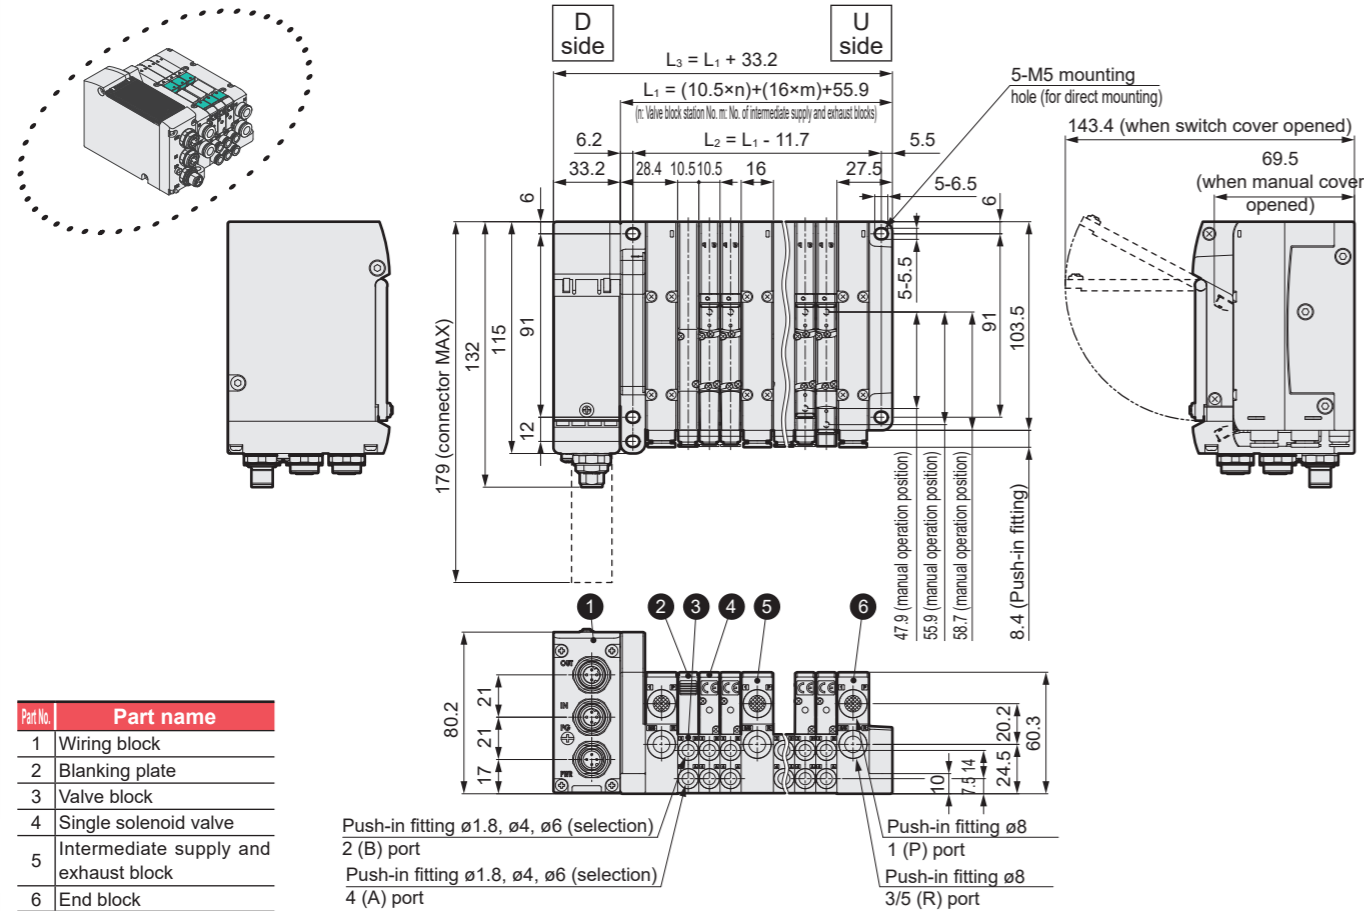 D
side
U
side
L₃ = L₁ + 33.2
L₁ = (10.5×n)+(16×m)+55.9
(n: Valve block station No. m: No. of intermediate supply and exhaust blocks)
L₂ = L₁ - 11.7
6.2
5.5
33.2
28.4
10.5
10.5
16
27.5
5-6.5
5-M5 mounting
hole (for direct mounting)
143.4 (when switch cover opened)
69.5
(when manual cover
opened)
6
6
179 (connector MAX)
132
115
91
12
5-5.5
91
103.5
47.9 (manual operation position)
55.9 (manual operation position)
58.7 (manual operation position)
8.4 (Push-in fitting)
1
2
3
4
5
6
OUT
IN
FG
PWR
80.2
21
21
17
10
7.5
14
24.5
20.2
60.3
Push-in fitting ø1.8, ø4, ø6 (selection)
2 (B) port
Push-in fitting ø1.8, ø4, ø6 (selection)
4 (A) port
Push-in fitting ø8
1 (P) port
Push-in fitting ø8
3/5 (R) port
Part No. Part name
1 Wiring block
2 Blanking plate
3 Valve block
4 Single solenoid valve
5 Intermediate supply and
exhaust block
6 End block